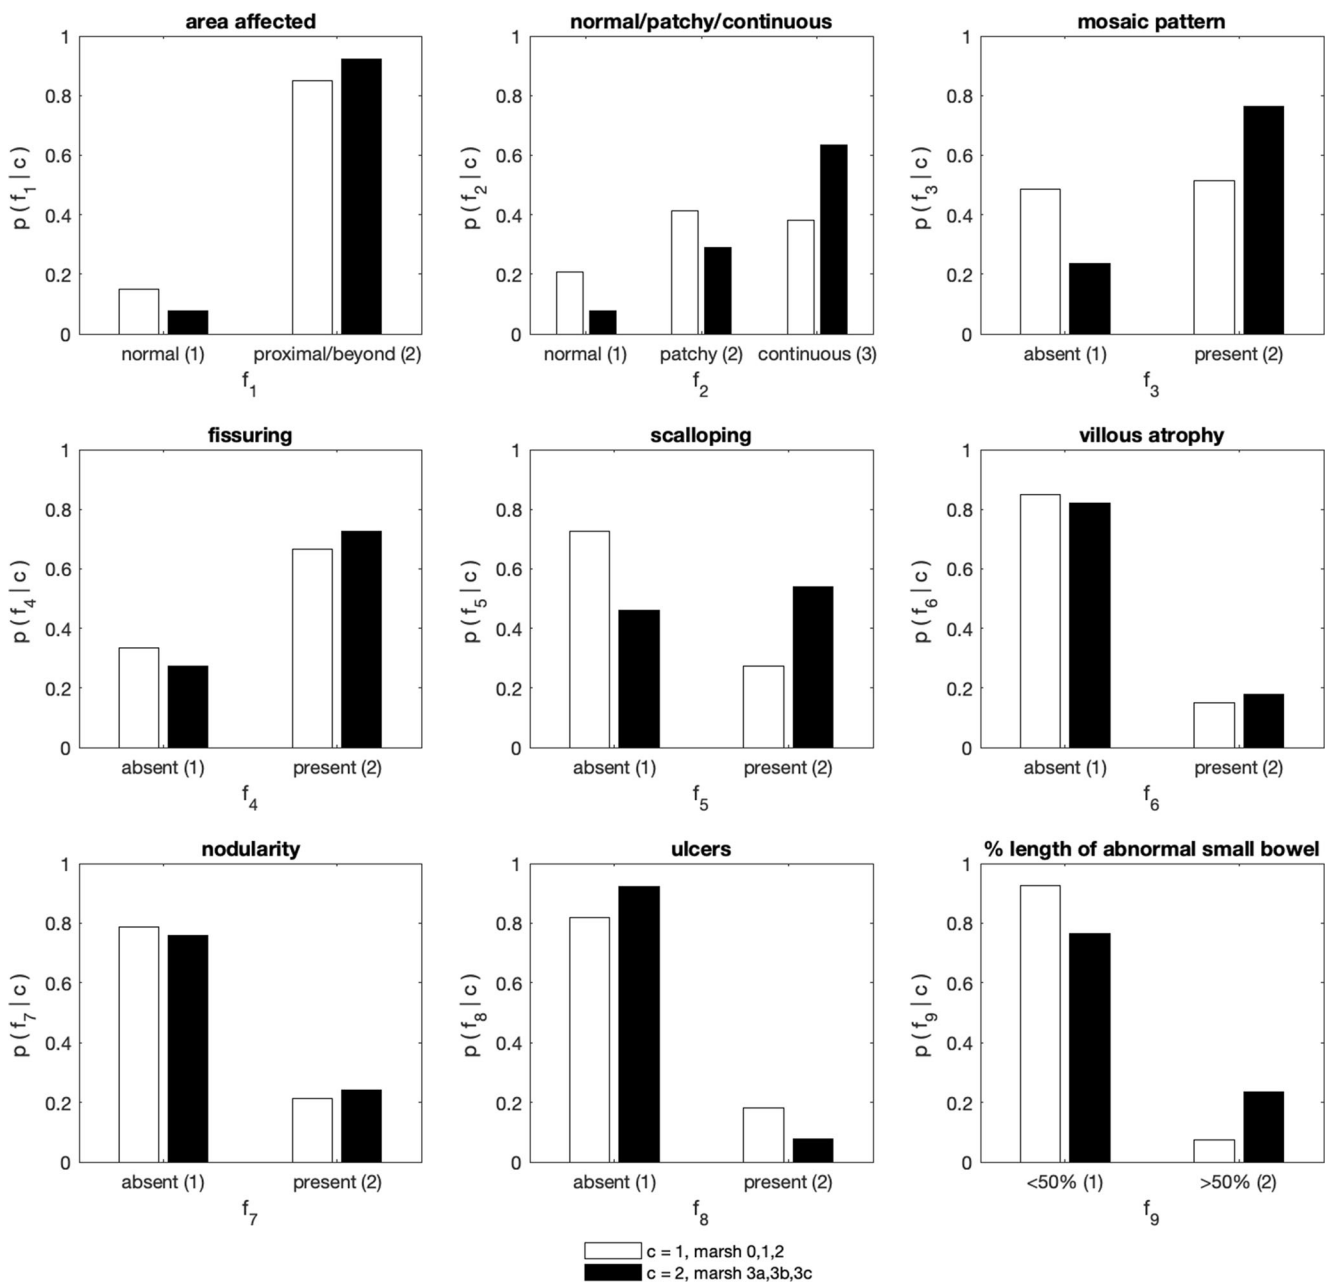 area affected
1
0.8
0.6
0.4
0.2
0
p ( f1 | c )
normal (1) proximal/beyond (2)
f1
normal/patchy/continuous
1
0.8
0.6
0.4
0.2
0
p ( f2 | c )
normal (1) patchy (2) continuous (3)
f2
mosaic pattern
1
0.8
0.6
0.4
0.2
0
p ( f3 | c )
absent (1) present (2)
f3
fissuring
1
0.8
0.6
0.4
0.2
0
p ( f4 | c )
absent (1) present (2)
f4
scalloping
1
0.8
0.6
0.4
0.2
0
p ( f5 | c )
absent (1) present (2)
f5
villous atrophy
1
0.8
0.6
0.4
0.2
0
p ( f6 | c )
absent (1) present (2)
f6
nodularity
1
0.8
0.6
0.4
0.2
0
p ( f7 | c )
absent (1) present (2)
f7
ulcers
1
0.8
0.6
0.4
0.2
0
p ( f8 | c )
absent (1) present (2)
f8
% length of abnormal small bowel
1
0.8
0.6
0.4
0.2
0
p ( f9 | c )
<50% (1) >50% (2)
f9
c = 1, marsh 0,1,2
c = 2, marsh 3a,3b,3c